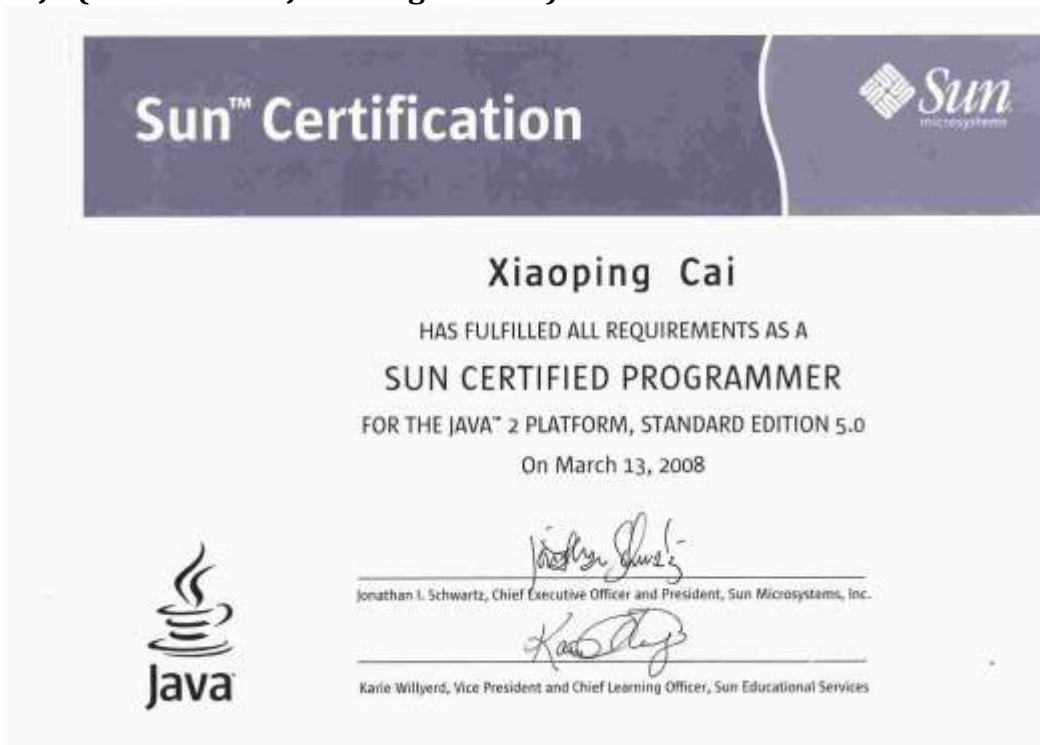 Sun™ Certification
Sun
microsystems
Xiaoping Cai
HAS FULFILLED ALL REQUIREMENTS AS A
SUN CERTIFIED PROGRAMMER
FOR THE JAVA™ 2 PLATFORM, STANDARD EDITION 5.0
On March 13, 2008
Jonathan I. Schwartz, Chief Executive Officer and President, Sun Microsystems, Inc.
Karie Willyerd, Vice President and Chief Learning Officer, Sun Educational Services
Java